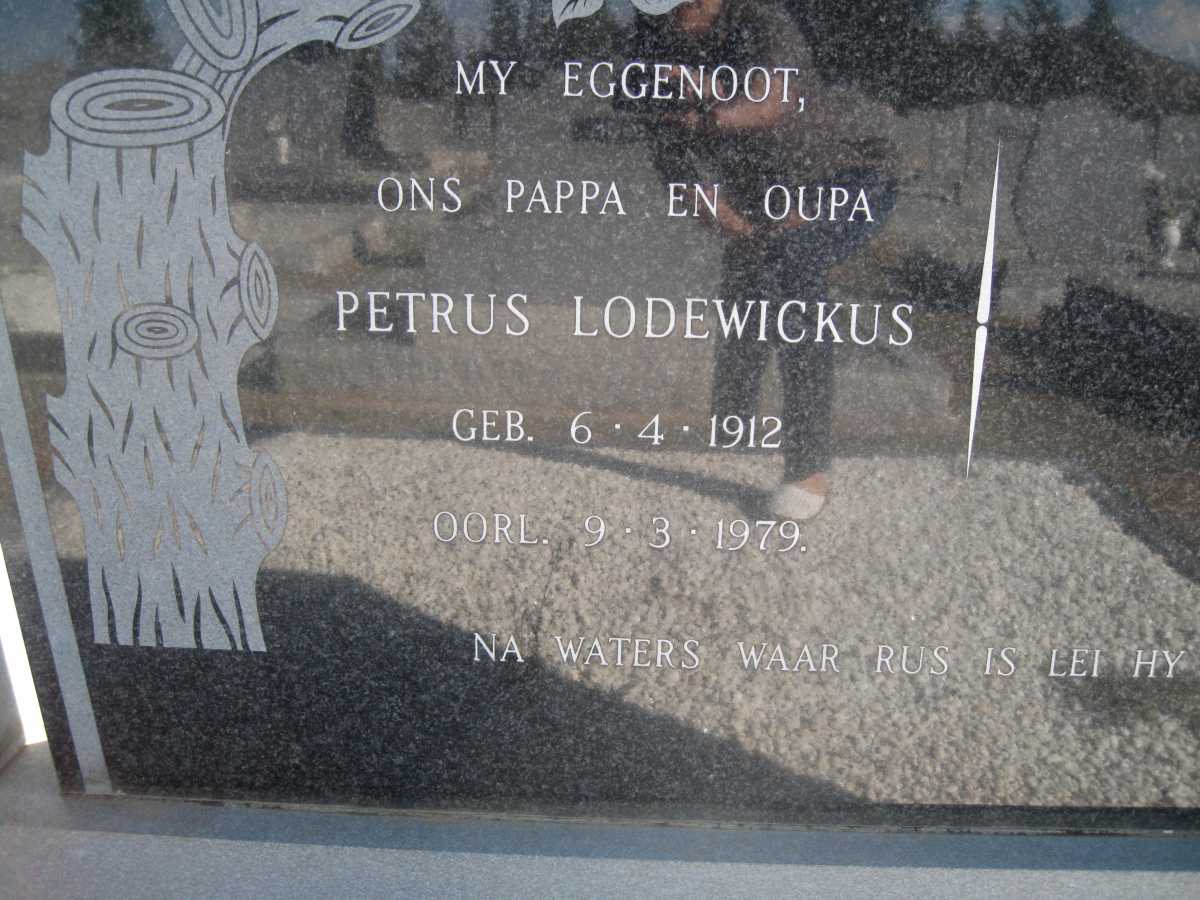 MY EGGENOOT,
ONS PAPPA EN OUPA
PETRUS LODEWICKUS
GEB. 6·4·1912
OORL. 9·3·1979.
NA WATERS WAAR RUS IS LEI HY